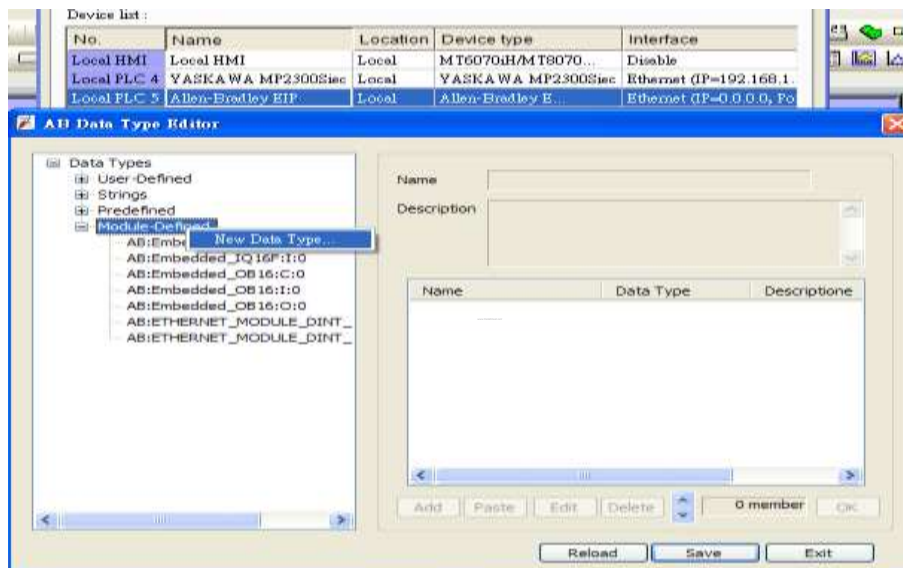 Device list :
No. Name Location Device type Interface
Local HMI Local HMI Local MT6070iH/MT8070... Disable
Local PLC 4 YASKAWA MP2300Siec Local YASKAWA MP2300Siec Ethernet (IP=192.168.1.
Local PLC 5 Allen-Bradley EIP Local Allen-Bradley E... Ethernet (IP=0.0.0.0, Po
AB Data Type Editor
Data Types
User-Defined
Strings
Predefined
Module-Defined
New Data Type...
AB:Embe
AB:Embedded_IQ16F:I:0
AB:Embedded_OB16:C:0
AB:Embedded_OB16:I:0
AB:Embedded_OB16:O:0
AB:ETHERNET_MODULE_DINT_
AB:ETHERNET_MODULE_DINT_
Name
Description
Name Data Type Descriptione
Add Paste Edit Delete 0 member OK
Reload Save Exit